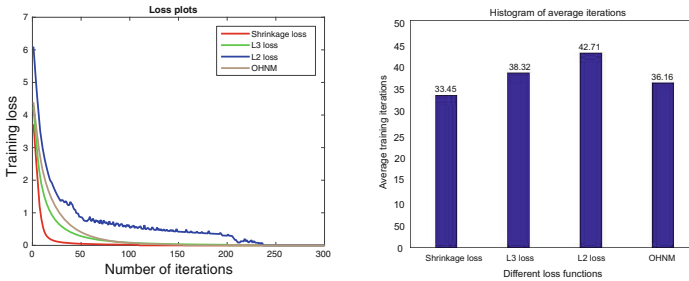 Loss plots
Training loss
7
6
5
4
3
2
1
0
Shrinkage loss
L3 loss
L2 loss
OHNM
0 50 100 150 200 250 300
Number of iterations
Histogram of average iterations
Average training iterations
50
45
40
35
30
25
20
15
10
50
0
33.45
38.32
42.71
36.16
Shrinkage loss L3 loss L2 loss OHNM
Different loss functions